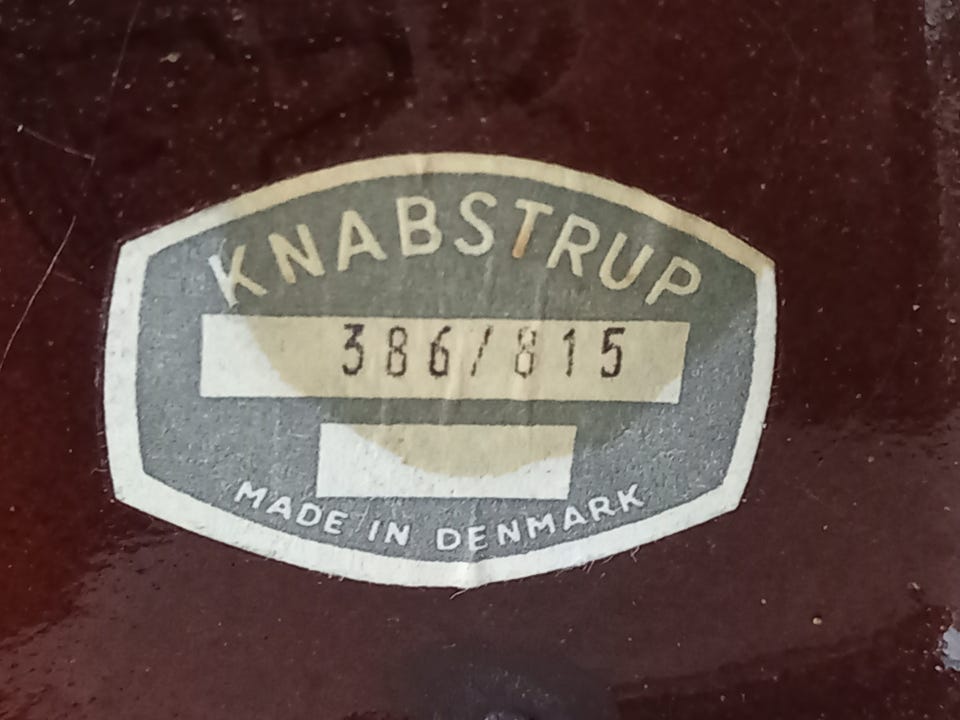 KNABSTRUP
386/815
MADE IN DENMARK